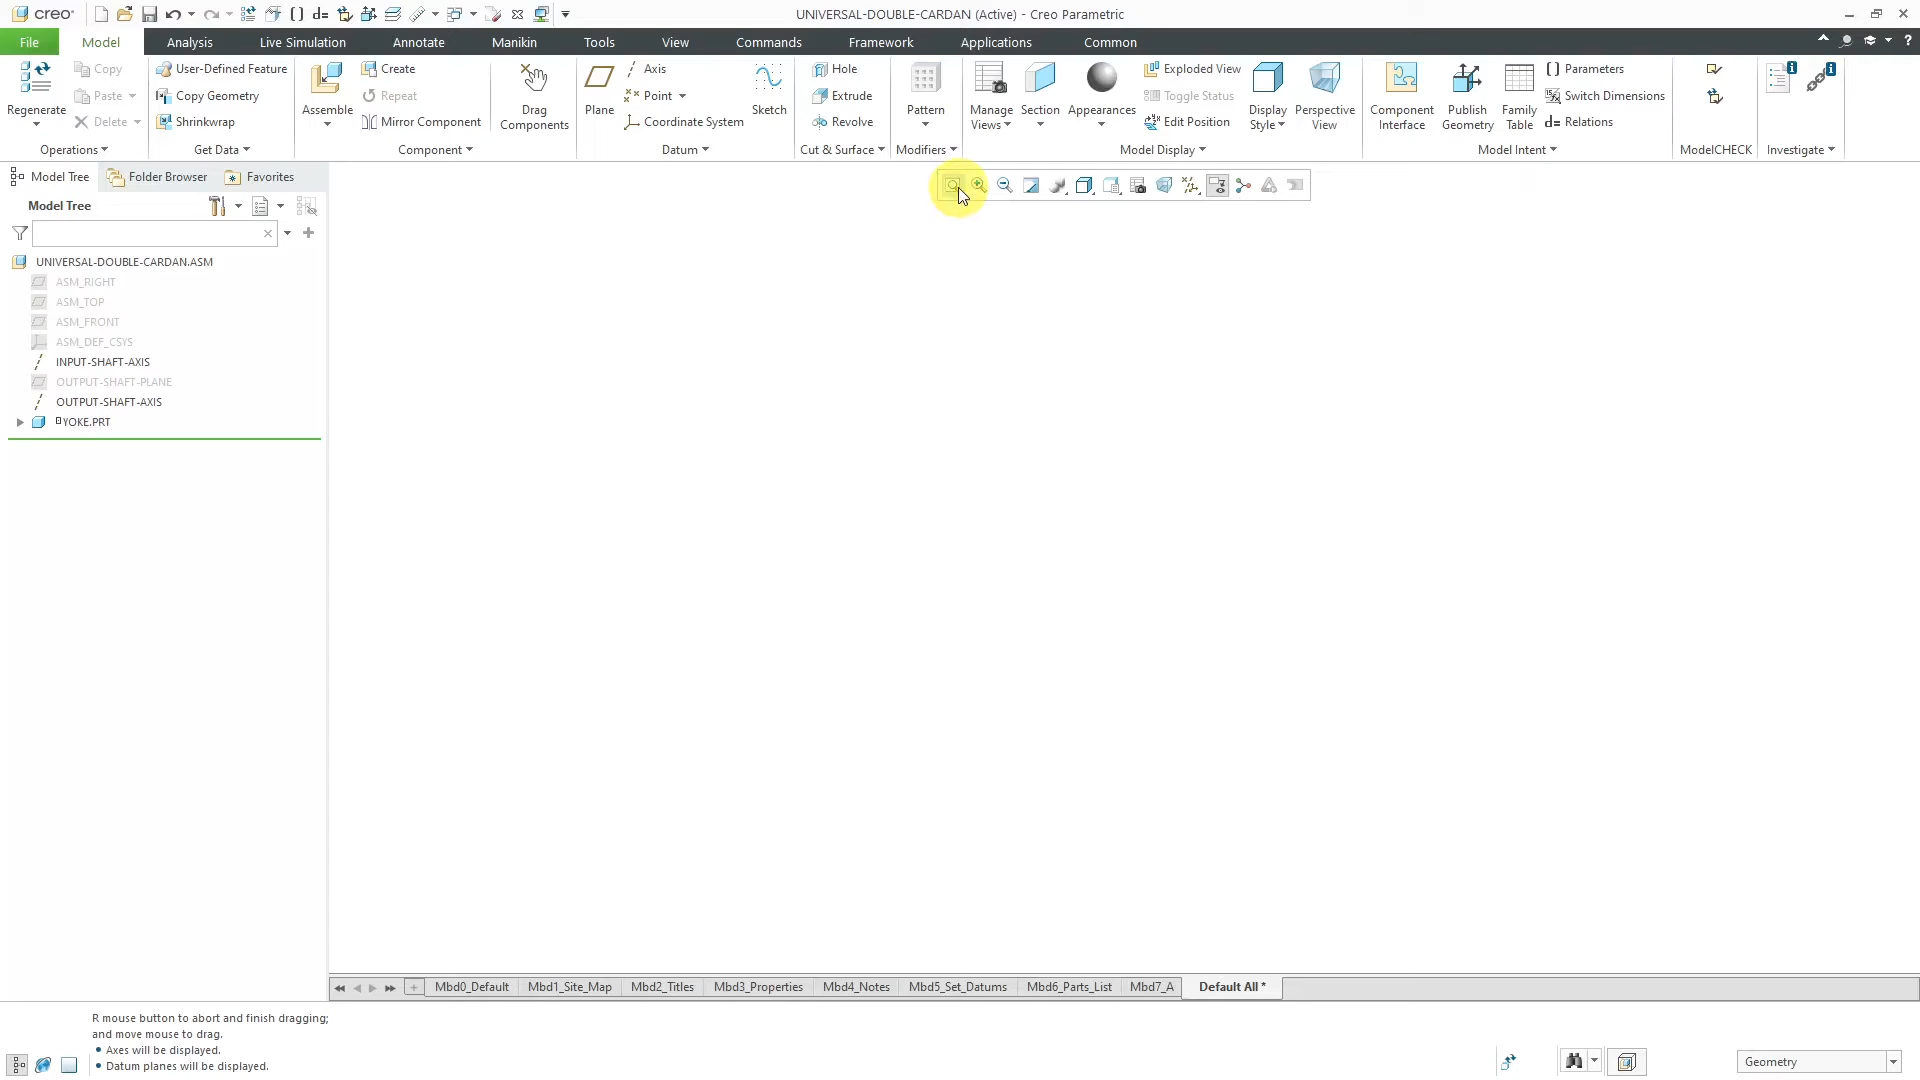 creo
UNIVERSAL-DOUBLE-CARDAN (Active) - Creo Parametric
File
Model
Analysis
Live Simulation
Annotate
Manikin
Tools
View
Commands
Framework
Applications
Common
Regenerate
Copy
Paste
Delete
Operations
User-Defined Feature
Copy Geometry
Shrinkwrap
Get Data
Assemble
Create
Repeat
Mirror Component
Drag
Components
Component
Plane
Axis
Point
Coordinate System
Sketch
Datum
Hole
Extrude
Revolve
Cut & Surface
Pattern
Modifiers
Manage
Views
Section
Appearances
Exploded View
Toggle Status
Edit Position
Display
Style
Perspective
View
Model Display
Component
Interface
Publish
Geometry
Family
Table
Parameters
Switch Dimensions
d= Relations
Model Intent
ModelCHECK
Investigate
Model Tree
Folder Browser
Favorites
Model Tree
UNIVERSAL-DOUBLE-CARDAN.ASM
ASM_RIGHT
ASM_TOP
ASM_FRONT
ASM_DEF_CSYS
INPUT-SHAFT-AXIS
OUTPUT-SHAFT-PLANE
OUTPUT-SHAFT-AXIS
YOKE.PRT
Mbd0_Default
Mbd1_Site_Map
Mbd2_Titles
Mbd3_Properties
Mbd4_Notes
Mbd5_Set_Datums
Mbd6_Parts_List
Mbd7_A
Default All *
R mouse button to abort and finish dragging;
and move mouse to drag.
• Axes will be displayed.
• Datum planes will be displayed.
Geometry